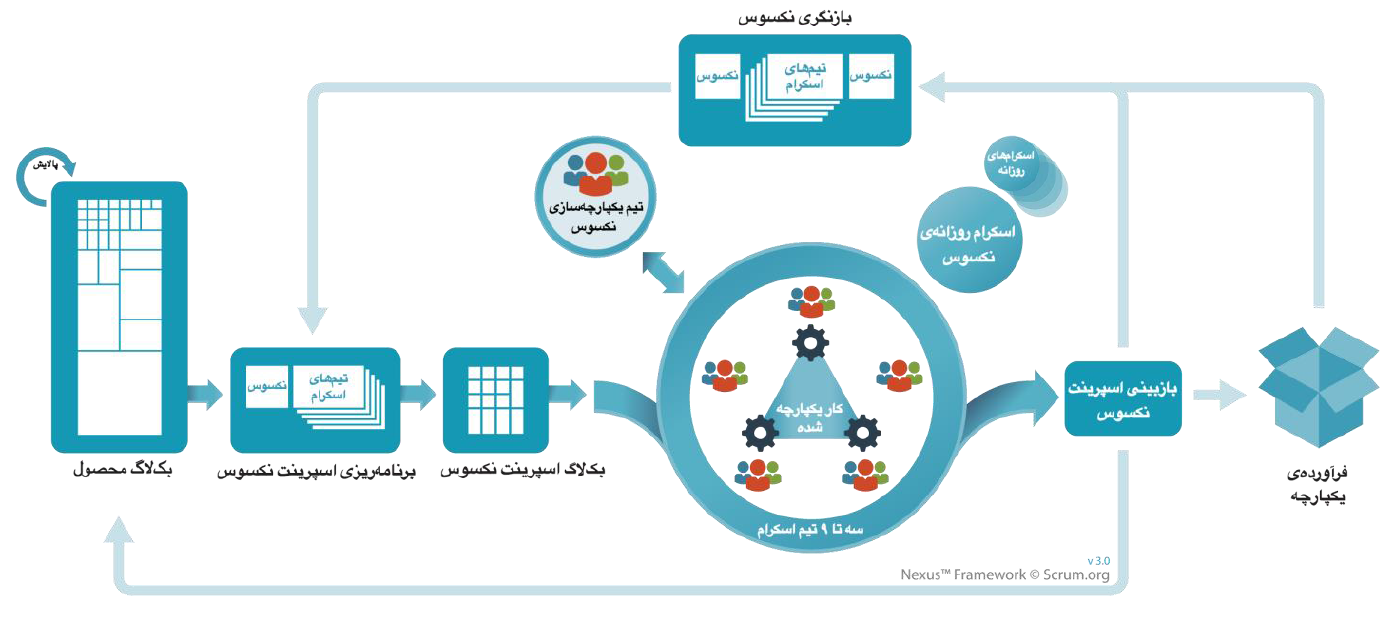 بازنگری نکسوس
نکسوس
تیم‌های
اسکرام
نکسوس
پالایش
تیم یکپارچه‌سازی
نکسوس
اسکرام‌های
روزانه
اسکرام روزانه‌ی
نکسوس
نکسوس
تیم‌های
اسکرام
کار یکپارچه
شده
بازبینی اسپرینت
نکسوس
بک‌لاگ محصول
برنامه‌ریزی اسپرینت نکسوس
بک‌لاگ اسپرینت نکسوس
فرآورده‌ی
یکپارچه
سه تا ۹ تیم اسکرام
v 3.0
Nexus™ Framework © Scrum.org